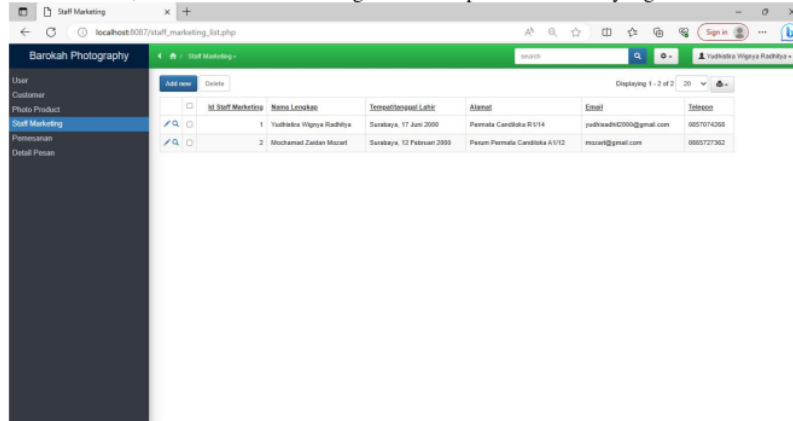 Staff Marketing
localhost:8087/staff_marketing_list.php
Sign in
Barokah Photography
Staff Marketing
search
Yudhistira Wignya Radhitya
User
Customer
Photo Product
Staff Marketing
Pemesanan
Detail Pesan
Add new
Delete
Displaying 1 - 2 of 2
20
Id Staff Marketing Nama Lengkap Tempat/tanggal Lahir Alamat Email Telepon
1 Yudhistira Wignya Radhitya Surabaya, 17 Juni 2000 Permata Candiloka R1/14 yudhisadhit2000@gmail.com 0857074268
2 Mochamad Zaidan Mozart Surabaya, 12 Februari 2000 Perum Permata Candiloka A1/12 mozart@gmail.com 0865727362